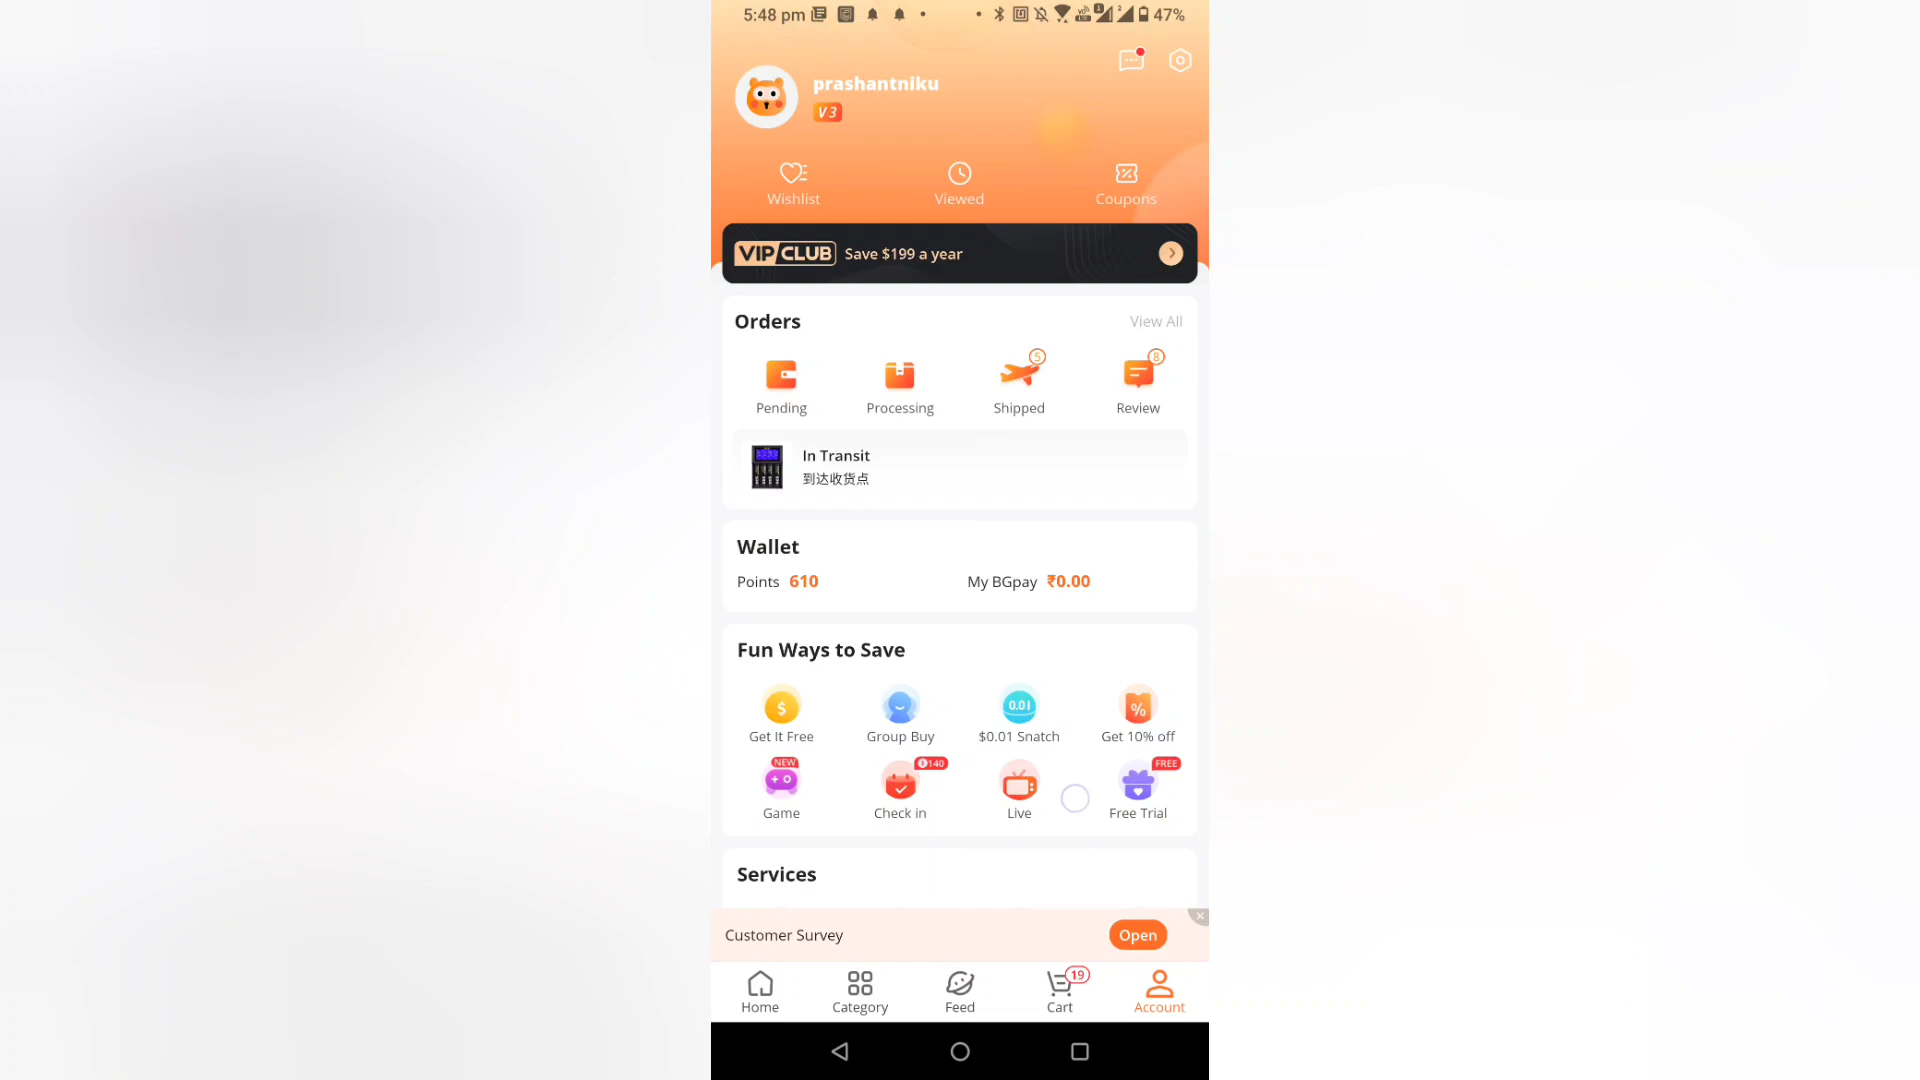 5:48 pm
47%
prashantniku
V3
Wishlist
Viewed
Coupons
VIP CLUB Save $199 a year
Orders
View All
5
8
Pending
Processing
Shipped
Review
In Transit
到达收货点
Wallet
Points 610
My BGpay ₹0.00
Fun Ways to Save
$
0.01
%
Get It Free
Group Buy
$0.01 Snatch
Get 10% off
NEW
140
FREE
Game
Check in
Live
Free Trial
Services
Customer Survey
Open
19
Home
Category
Feed
Cart
Account